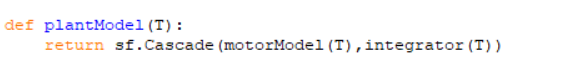 def plantModel(T):
    return sf.Cascade(motorModel(T),integrator(T))